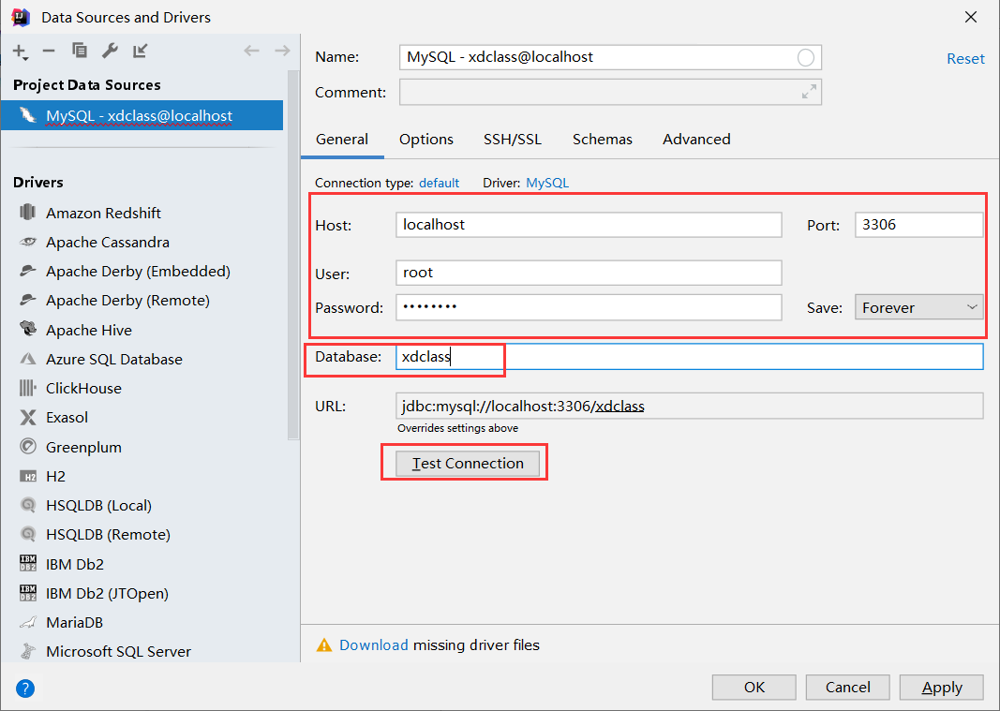 Data Sources and Drivers
Project Data Sources
MySQL - xdclass@localhost
Drivers
Amazon Redshift
Apache Cassandra
Apache Derby (Embedded)
Apache Derby (Remote)
Apache Hive
Azure SQL Database
ClickHouse
Exasol
Greenplum
H2
HSQLDB (Local)
HSQLDB (Remote)
IBM Db2
IBM Db2 (JTOpen)
MariaDB
Microsoft SQL Server
Name: MySQL - xdclass@localhost Reset
Comment:
General Options SSH/SSL Schemas Advanced
Connection type: default Driver: MySQL
Host: localhost Port: 3306
User: root
Password: •••••••• Save: Forever
Database: xdclass
URL: jdbc:mysql://localhost:3306/xdclass
Overrides settings above
Test Connection
Download missing driver files
? OK Cancel Apply